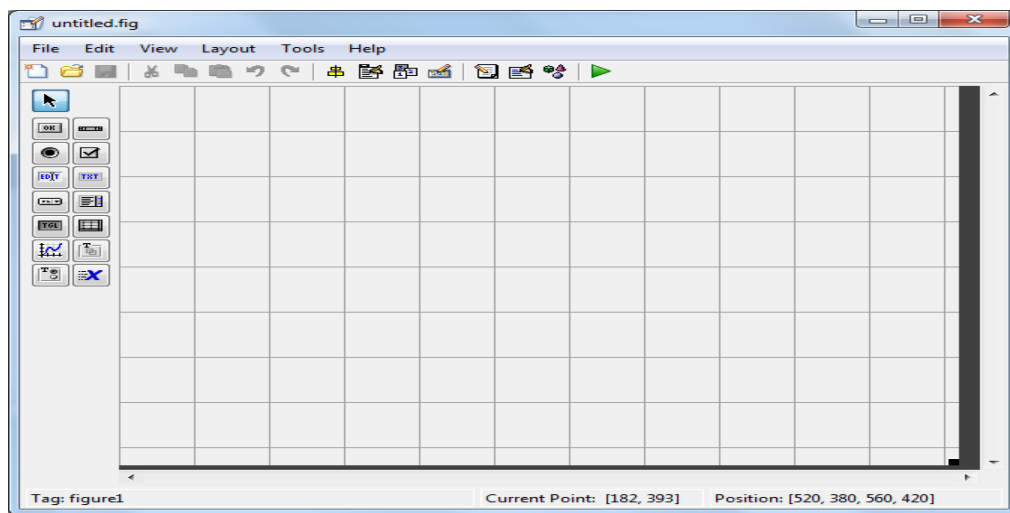 untitled.fig
File Edit View Layout Tools Help
OK
EDIT TXT
TGL
Tag: figure1 Current Point: [182, 393] Position: [520, 380, 560, 420]